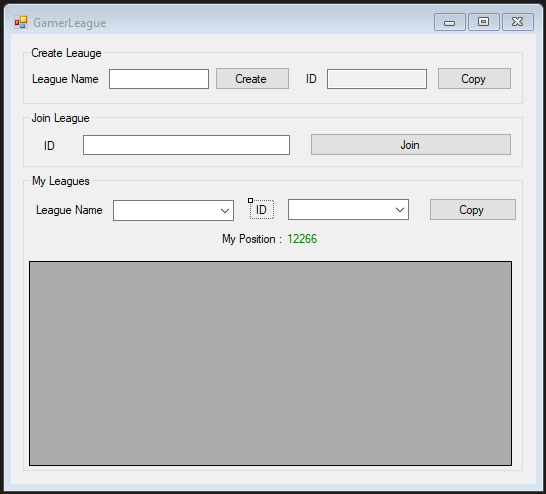 GamerLeague
Create Leauge
League Name Create ID Copy
Join League
ID Join
My Leagues
League Name ID Copy
My Position : 12266